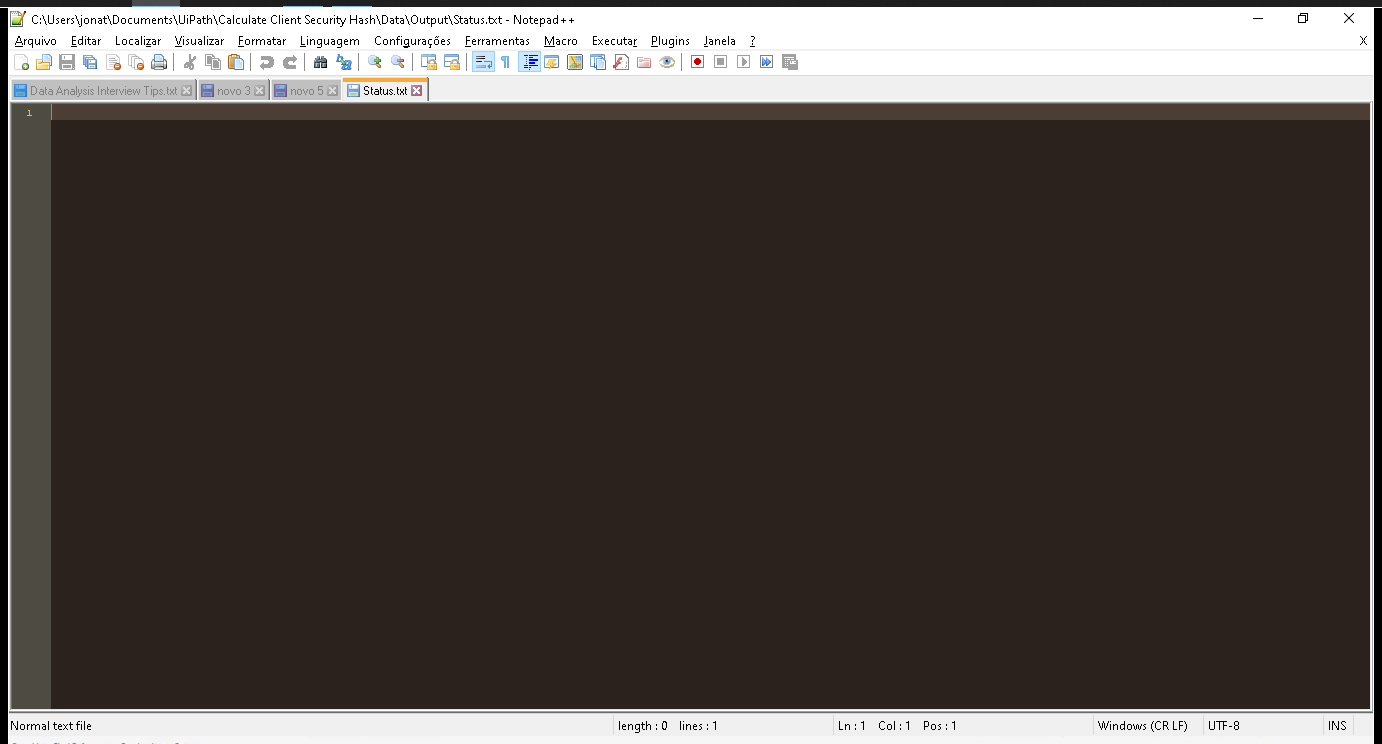 C:\Users\jonat\Documents\UiPath\Calculate Client Security Hash\Data\Output\Status.txt - Notepad++
Arquivo Editar Localizar Visualizar Formatar Linguagem Configurações Ferramentas Macro Executar Plugins Janela ? X
Data Analysis Interview Tips.txt novo 3 novo 5 Status.txt
1
Normal text file length : 0 lines : 1 Ln : 1 Col : 1 Pos : 1 Windows (CR LF) UTF-8 INS